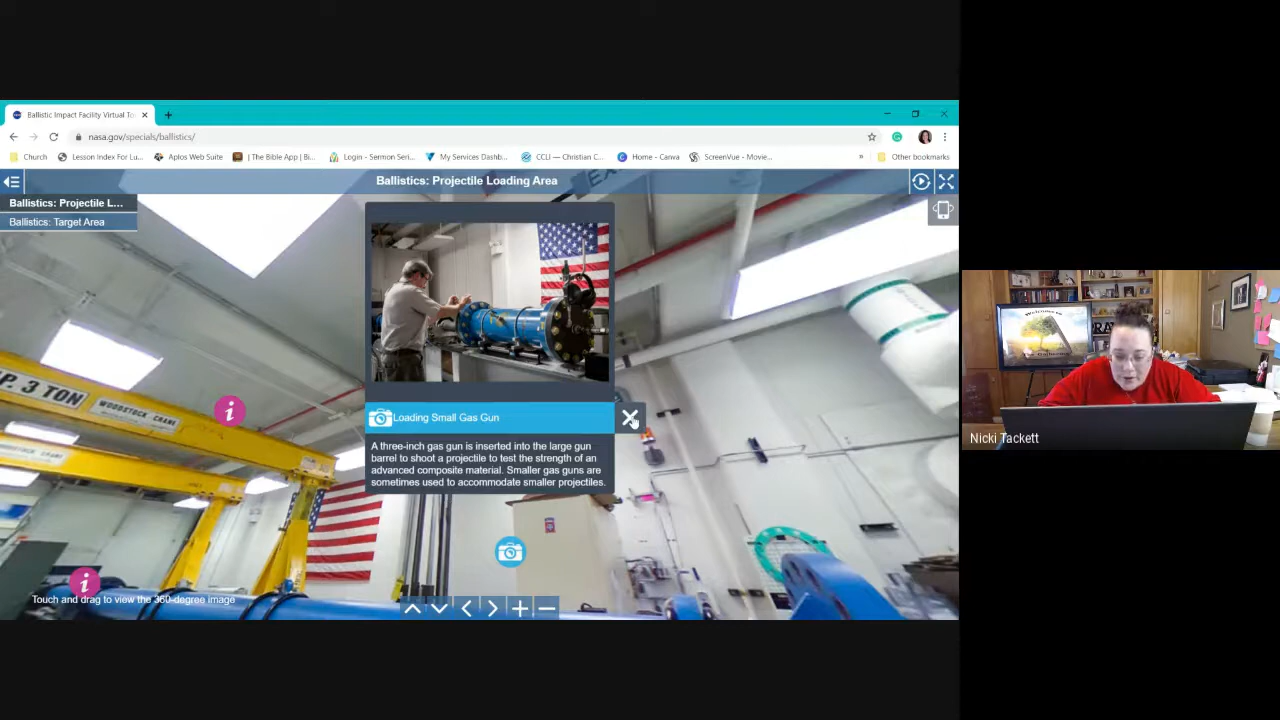 Ballistic Impact Facility Virtual To
nasa.gov/specials/ballistics/
Church
Lesson Index For Lu...
Aptos Web Suite
| The Bible App | Bi...
Login - Sermon Seri...
My Services Dashb...
CCLI — Christian C...
Home - Canva
ScreenVue - Movie...
»
Other bookmarks
Ballistics: Projectile Loading Area
Ballistics: Projectile L...
Ballistics: Target Area
P. 3 TON
WOODSTOCK CRANE
Loading Small Gas Gun
A three-inch gas gun is inserted into the large gun
barrel to shoot a projectile to test the strength of an
advanced composite material. Smaller gas guns are
sometimes used to accommodate smaller projectiles.
Touch and drag to view the 360-degree image
Welcome to
Nicki Tackett